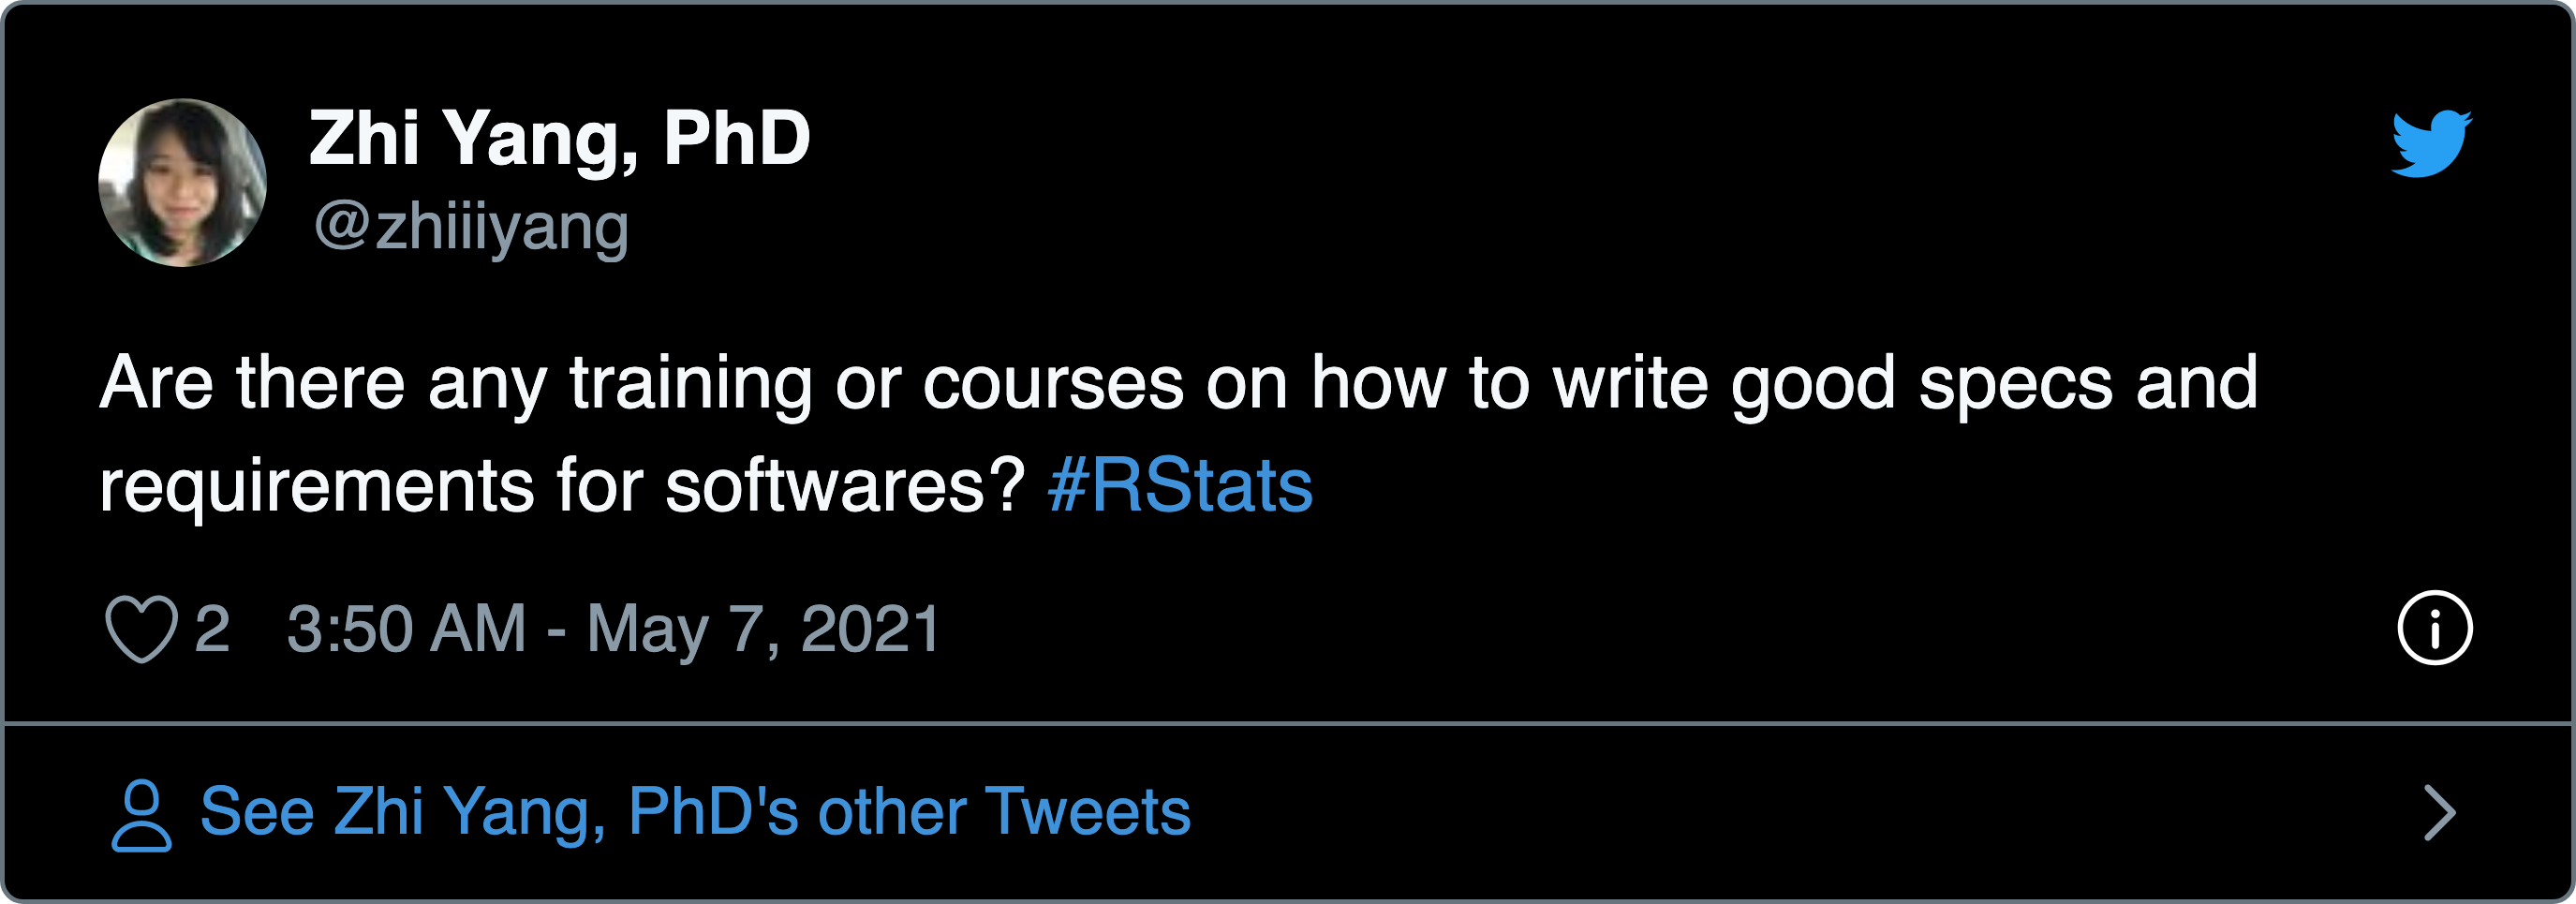 Zhi Yang, PhD
@zhiiiyang
Are there any training or courses on how to write good specs and
requirements for softwares? #RStats
2 3:50 AM - May 7, 2021
See Zhi Yang, PhD's other Tweets